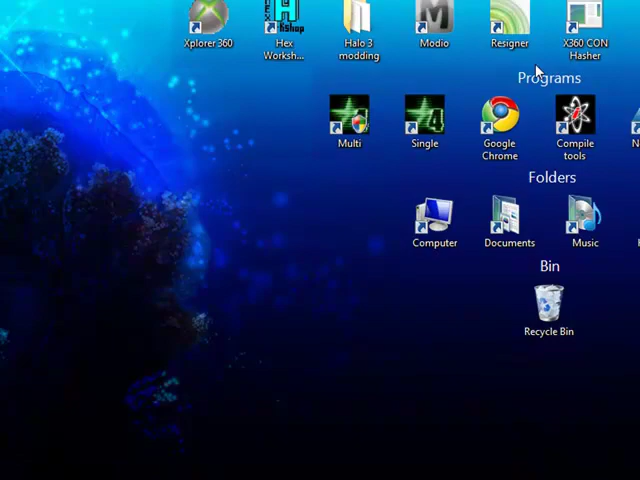 Xplorer 360
Hex
Worksh...
Halo 3
modding
Modio
Resigner
X360 CON
Hasher
Programs
Multi
Single
Google
Chrome
Compile
tools
Folders
Computer
Documents
Music
Bin
Recycle Bin